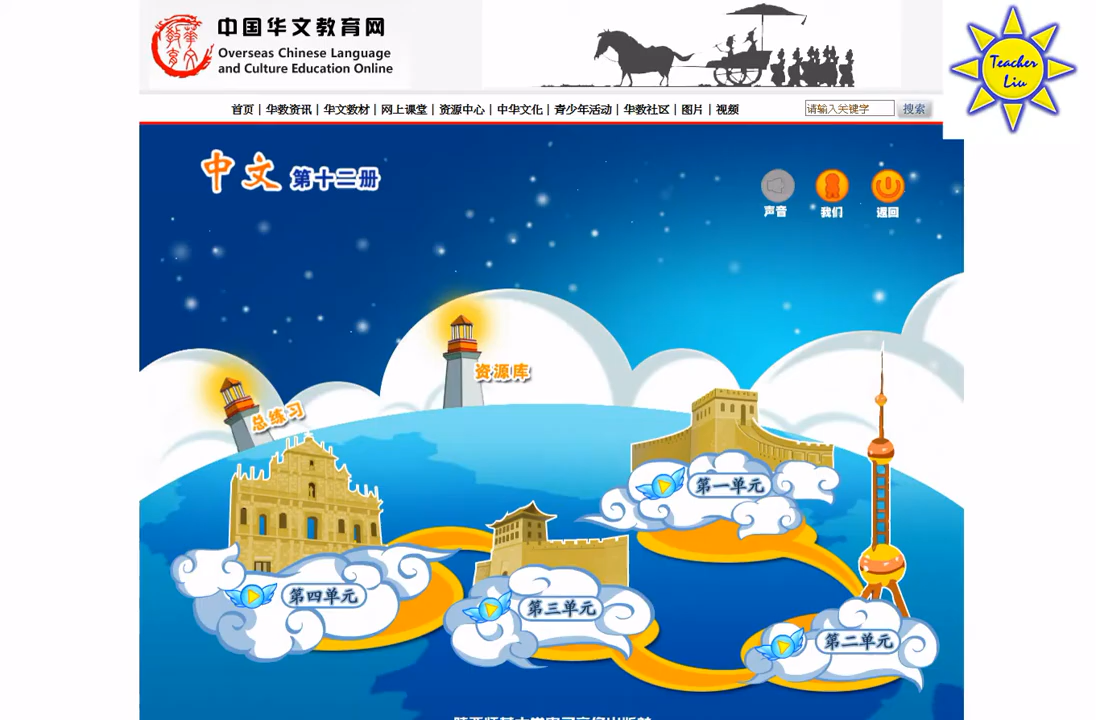 中国华文教育网
Overseas Chinese Language
and Culture Education Online
Teacher
Liu
首页 | 华教资讯 | 华文教材 | 网上课堂 | 资源中心 | 中华文化 | 青少年活动 | 华教社区 | 图片 | 视频
请输入关键字 搜索
中文 第十二册
声音 我们 返回
资源库
总练习
第一单元
第四单元
第三单元
第二单元